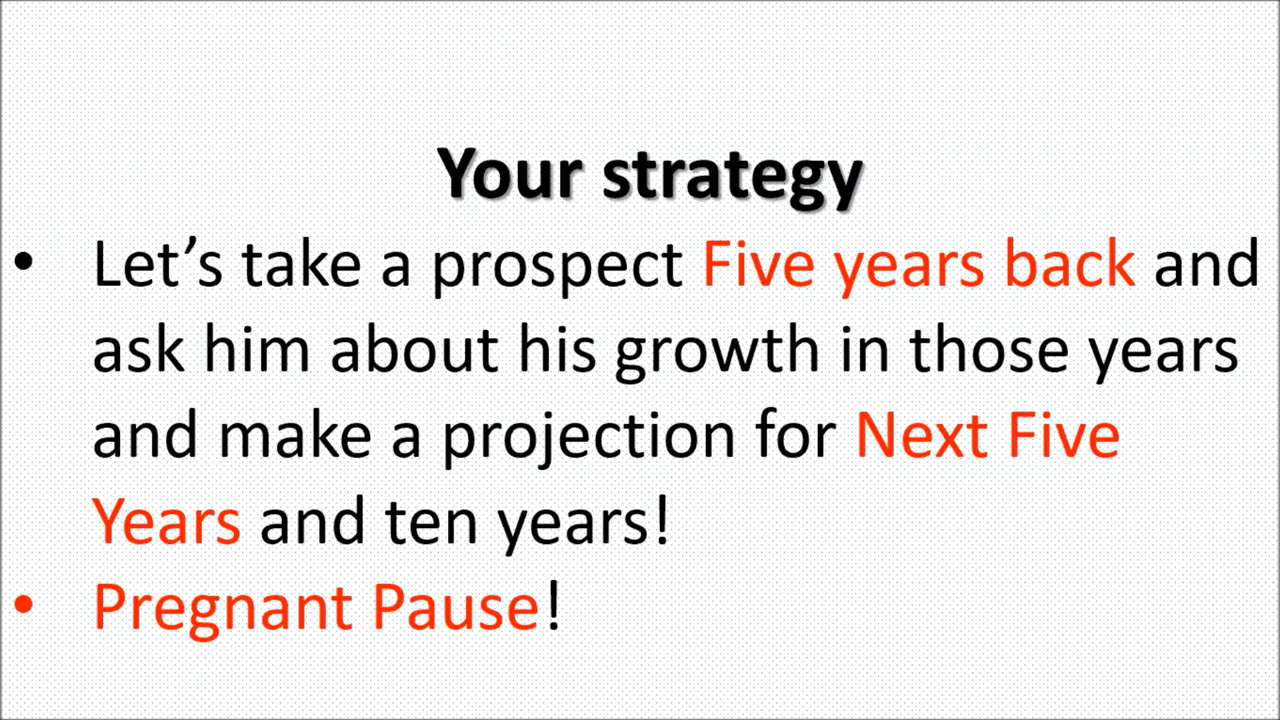 Your strategy
• Let’s take a prospect Five years back and
ask him about his growth in those years
and make a projection for Next Five
Years and ten years!
• Pregnant Pause!